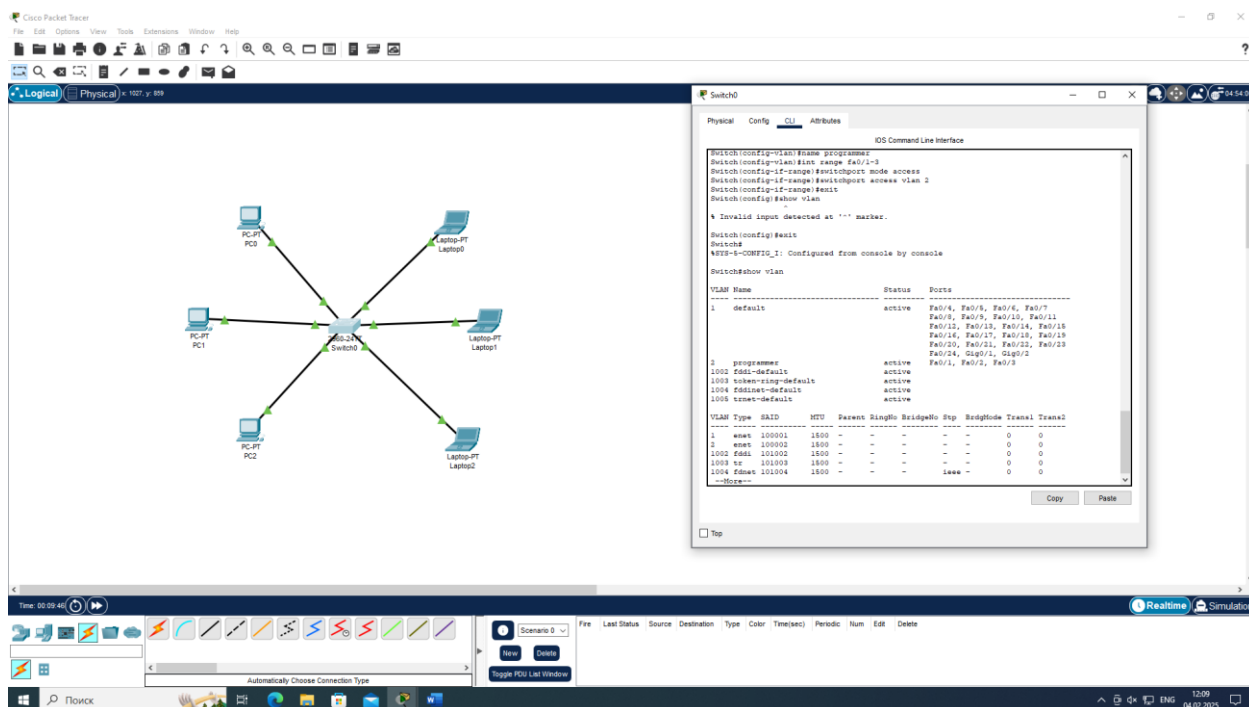 Cisco Packet Tracer
File Edit Options View Tools Extensions Window Help
?
Logical Physical x: 1027, y: 859
04:54:0
Switch0
Physical Config CLI Attributes
IOS Command Line Interface
Switch(config-vlan)#name programmer
Switch(config-vlan)#int range fa0/1-3
Switch(config-if-range)#switchport mode access
Switch(config-if-range)#switchport access vlan 2
Switch(config-if-range)#exit
Switch(config)#show vlan
^
% Invalid input detected at '^' marker.
Switch(config)#exit
Switch#
%SYS-5-CONFIG_I: Configured from console by console
Switch#show vlan
VLAN Name Status Ports
---- -------------------------------- --------- -------------------------------
1 default active Fa0/4, Fa0/5, Fa0/6, Fa0/7
Fa0/8, Fa0/9, Fa0/10, Fa0/11
Fa0/12, Fa0/13, Fa0/14, Fa0/15
Fa0/16, Fa0/17, Fa0/18, Fa0/19
Fa0/20, Fa0/21, Fa0/22, Fa0/23
Fa0/24, Gig0/1, Gig0/2
2 programmer active Fa0/1, Fa0/2, Fa0/3
1002 fddi-default active
1003 token-ring-default active
1004 fddinet-default active
1005 trnet-default active
VLAN Type SAID MTU Parent RingNo BridgeNo Stp BrdgMode Trans1 Trans2
---- ----- ---------- ----- ------ ------ -------- ---- -------- ------ ------
1 enet 100001 1500 - - - - - 0 0
2 enet 100002 1500 - - - - - 0 0
1002 fddi 101002 1500 - - - - - 0 0
1003 tr 101003 1500 - - - - - 0 0
1004 fdnet 101004 1500 - - - ieee - 0 0
--More--
Copy Paste
Top
PC-PT
PC0
Laptop-PT
Laptop0
PC-PT
PC1
2960-24TT
Switch0
Laptop-PT
Laptop1
PC-PT
PC2
Laptop-PT
Laptop2
Time: 00:09:46
Realtime Simulation
Scenario 0
New Delete
Toggle PDU List Window
Fire Last Status Source Destination Type Color Time(sec) Periodic Num Edit Delete
Automatically Choose Connection Type
Поиск
ENG
12:09
04.02.2025